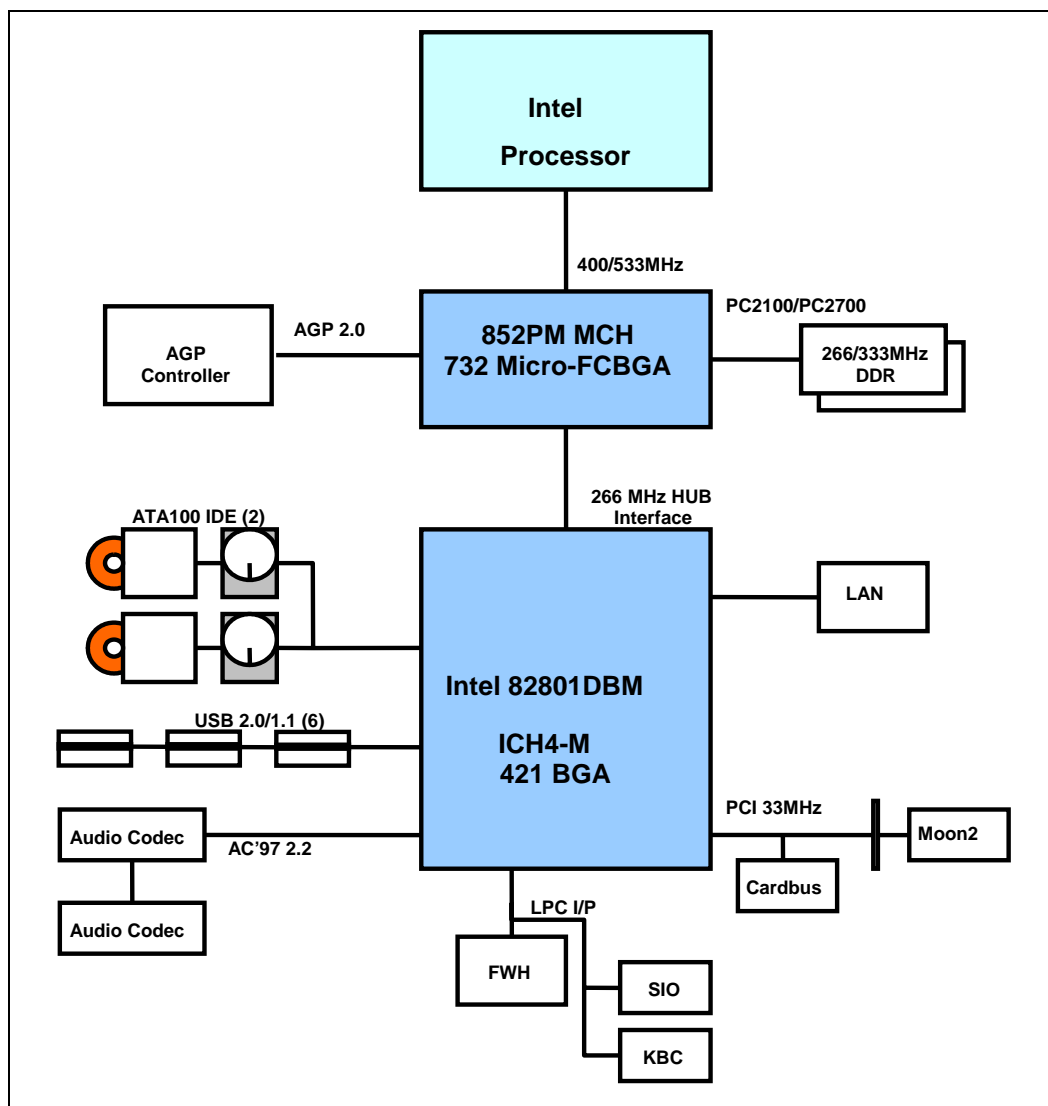 Intel
Processor
400/533MHz
PC2100/PC2700
AGP 2.0
852PM MCH
732 Micro-FCBGA
AGP
Controller
266/333MHz
DDR
266 MHz HUB
Interface
ATA100 IDE (2)
LAN
Intel 82801DBM
ICH4-M
421 BGA
USB 2.0/1.1 (6)
PCI 33MHz
Audio Codec
AC’97 2.2
Moon2
Cardbus
LPC I/P
Audio Codec
FWH
SIO
KBC